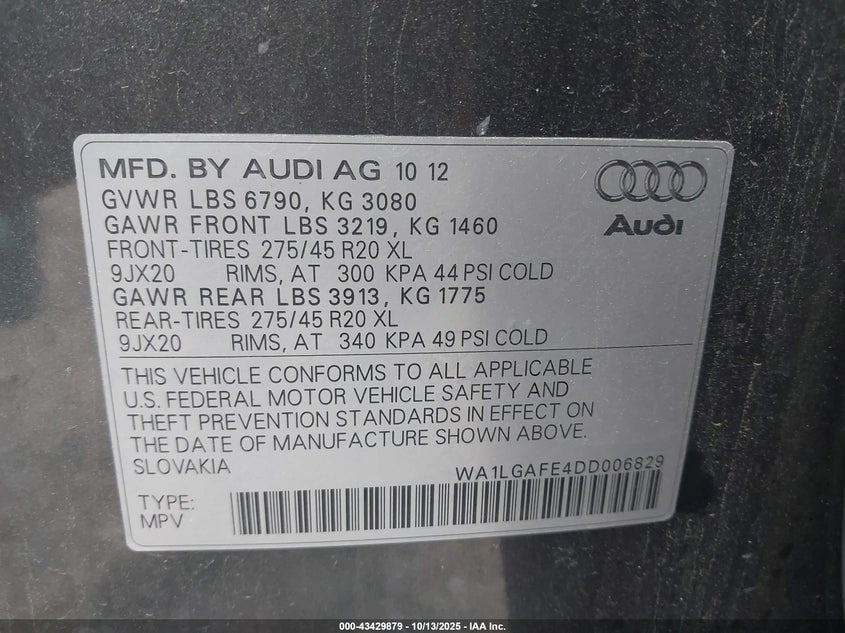 MFD. BY AUDI AG 10 12
GVWR LBS 6790, KG 3080
GAWR FRONT LBS 3219, KG 1460
FRONT-TIRES 275/45 R20 XL
9JX20 RIMS, AT 300 KPA 44 PSI COLD
GAWR REAR LBS 3913, KG 1775
REAR-TIRES 275/45 R20 XL
9JX20 RIMS, AT 340 KPA 49 PSI COLD
Audi
THIS VEHICLE CONFORMS TO ALL APPLICABLE
U.S. FEDERAL MOTOR VEHICLE SAFETY AND
THEFT PREVENTION STANDARDS IN EFFECT ON
THE DATE OF MANUFACTURE SHOWN ABOVE.
SLOVAKIA WA1LGAFE4DD006829
TYPE:
MPV
000-43429879 - 10/13/2025 - IAA Inc.